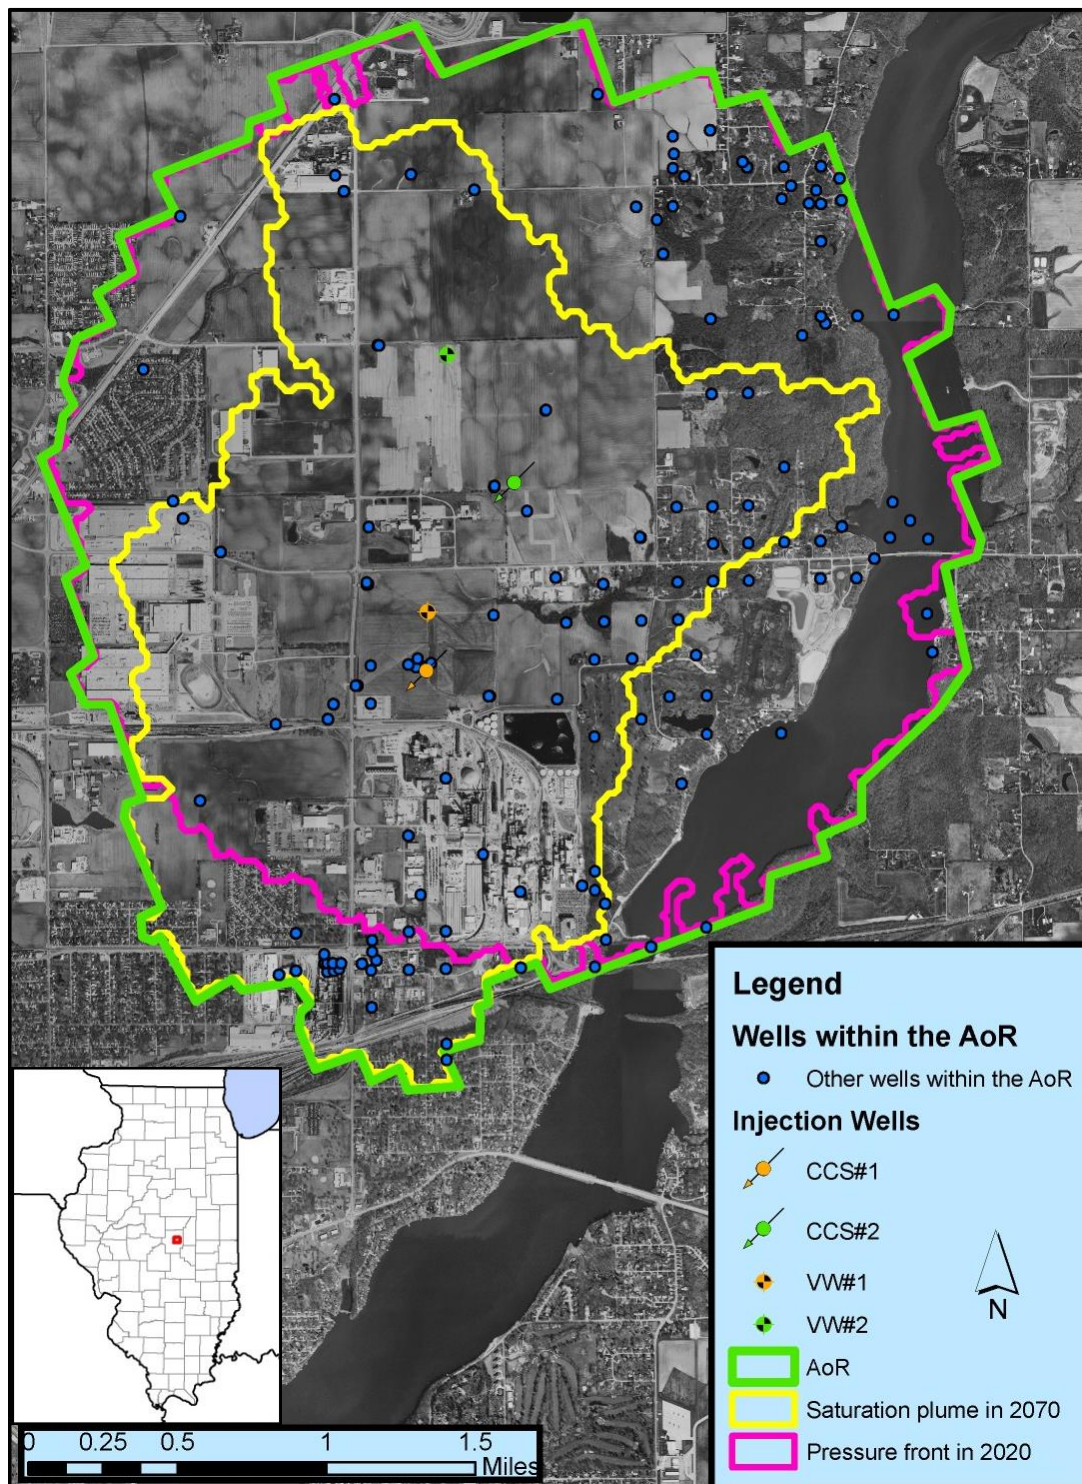 Legend
Wells within the AoR
Other wells within the AoR
Injection Wells
CCS#1
CCS#2
VW#1
VW#2
N
AoR
Saturation plume in 2070
Pressure front in 2020
0 0.25 0.5 1 1.5
Miles